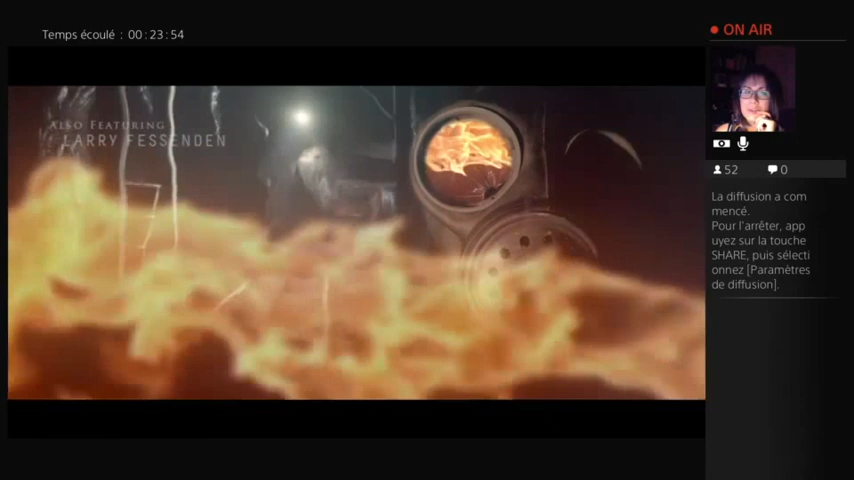 Temps écoulé : 00:23:54
ON AIR
ALSO FEATURING
LARRY FESSENDEN
52 0
La diffusion a com
mencé.
Pour l'arrêter, app
uyez sur la touche
SHARE, puis sélecti
onnez [Paramètres
de diffusion].